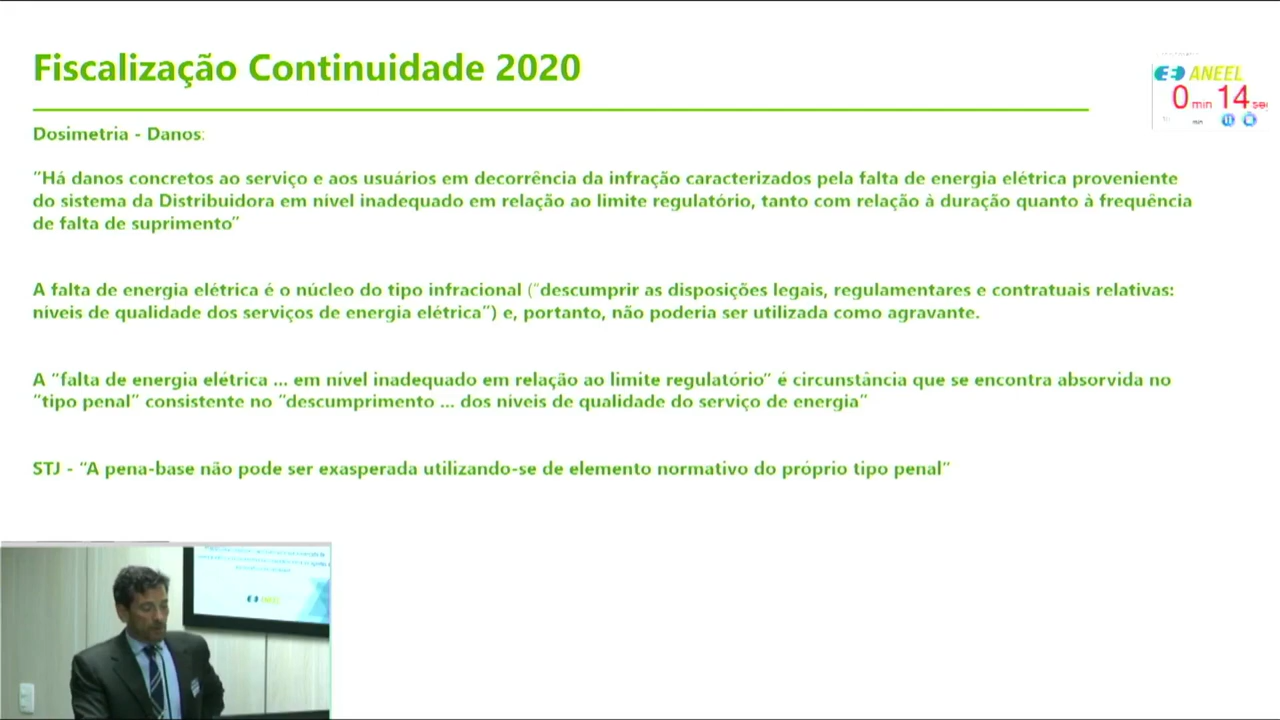 Fiscalização Continuidade 2020
ANEEL
0 min 14 sec
min
Dosimetria - Danos:
"Há danos concretos ao serviço e aos usuários em decorrência da infração caracterizados pela falta de energia elétrica proveniente
do sistema da Distribuidora em nível inadequado em relação ao limite regulatório, tanto com relação à duração quanto à frequência
de falta de suprimento"
A falta de energia elétrica é o núcleo do tipo infracional ("descumprir as disposições legais, regulamentares e contratuais relativas:
níveis de qualidade dos serviços de energia elétrica") e, portanto, não poderia ser utilizada como agravante.
A "falta de energia elétrica ... em nível inadequado em relação ao limite regulatório" é circunstância que se encontra absorvida no
"tipo penal" consistente no "descumprimento ... dos níveis de qualidade do serviço de energia"
STJ - "A pena-base não pode ser exasperada utilizando-se de elemento normativo do próprio tipo penal"
ANEEL